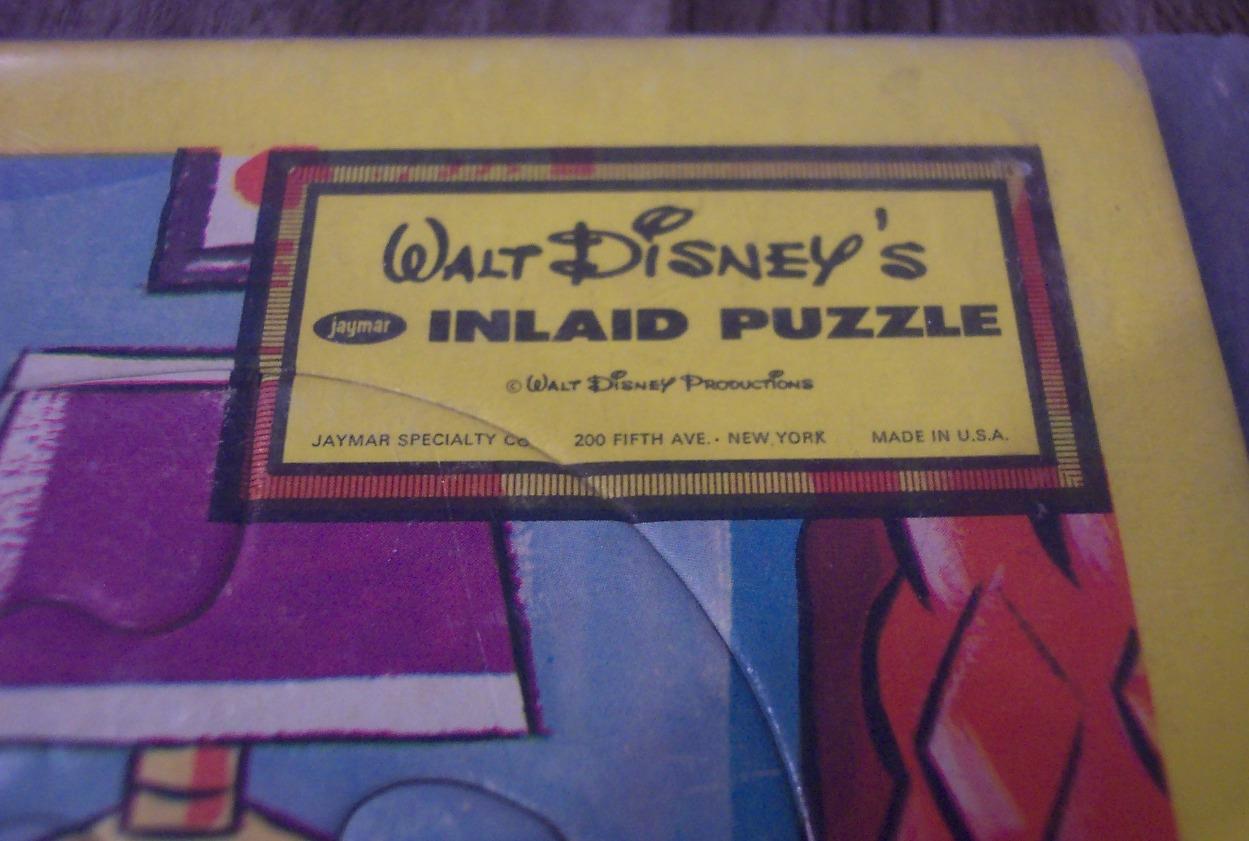 WALT DISNEY'S
jaymar INLAID PUZZLE
© WALT DISNEY PRODUCTIONS
JAYMAR SPECIALTY CO 200 FIFTH AVE. · NEW YORK MADE IN U.S.A.